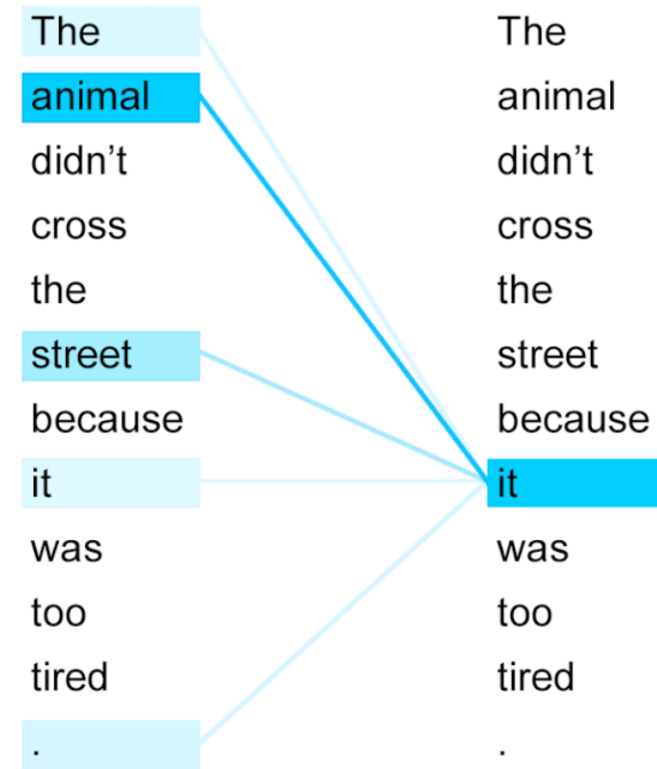 The The
animal animal
didn’t didn’t
cross cross
the the
street street
because because
it it
was was
too too
tired tired
. .